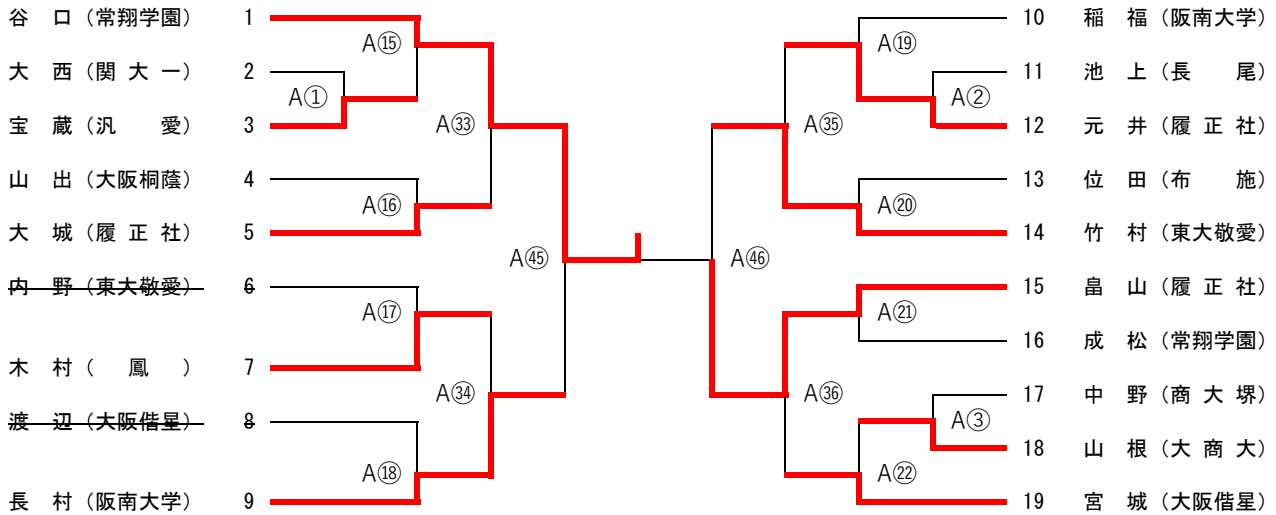 谷 口 (常翔学園) 1
大 西 (関 大 一) 2
宝 蔵 (汎 愛) 3
山 出 (大阪桐蔭) 4
大 城 (履 正 社) 5
内 野 (東大敬愛) 6
木 村 ( 鳳 ) 7
渡 辺 (大阪偕星) 8
長 村 (阪南大学) 9
A⑮
A①
A㉝
A⑯
A㊺
A⑰
A㉞
A⑱
A⑲
A②
A㉟
A⑳
A㊻
A㉑
A㊱
A③
A㉒
10 稲 福 (阪南大学)
11 池 上 (長 尾)
12 元 井 (履 正 社)
13 位 田 (布 施)
14 竹 村 (東大敬愛)
15 畠 山 (履 正 社)
16 成 松 (常翔学園)
17 中 野 (商 大 堺)
18 山 根 (大 商 大)
19 宮 城 (大阪偕星)